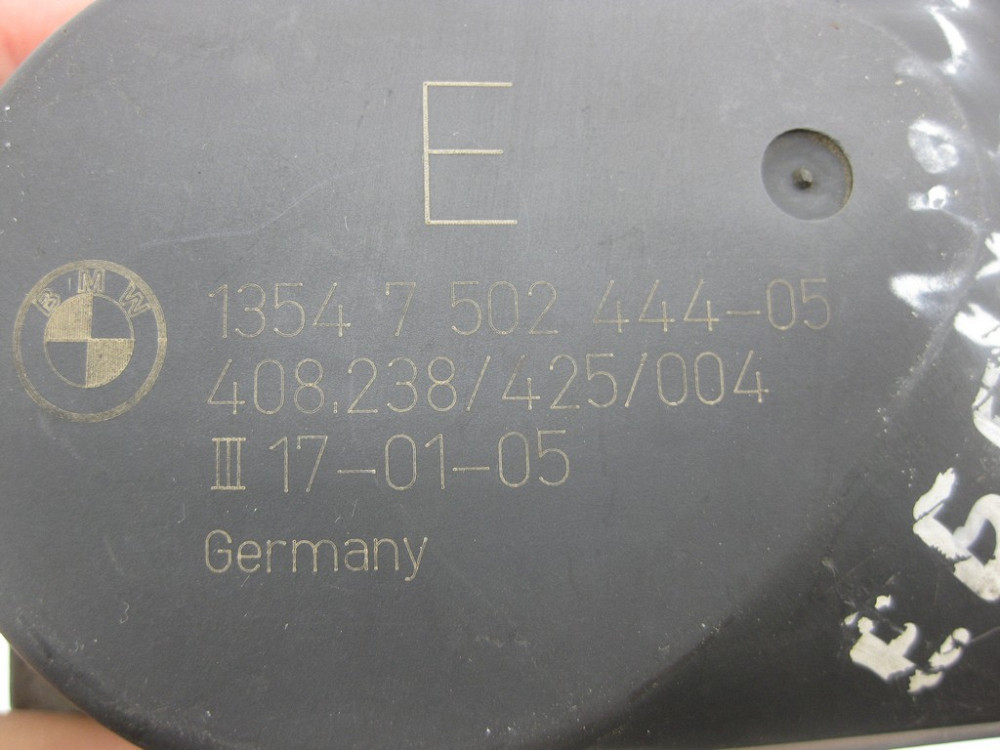 E
BMW
1354 7 502 444-05
408.238/425/004
III 17-01-05
Germany